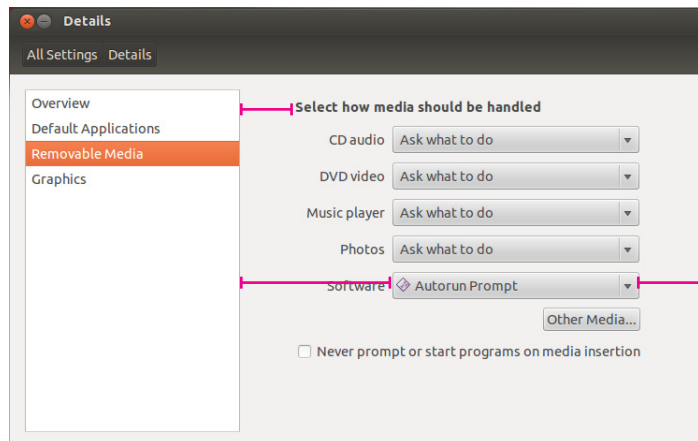 Details
All Settings Details
Overview
Default Applications
Removable Media
Graphics
Select how media should be handled
CD audio Ask what to do
DVD video Ask what to do
Music player Ask what to do
Photos Ask what to do
Software Autorun Prompt
Other Media...
Never prompt or start programs on media insertion